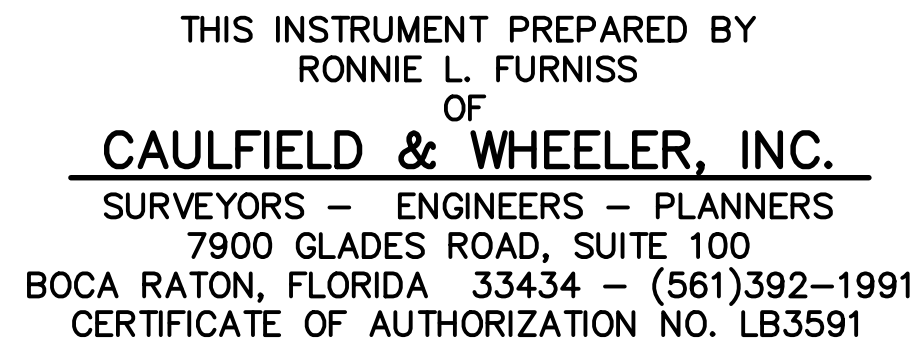 THIS INSTRUMENT PREPARED BY
RONNIE L. FURNISS
OF
CAULFIELD & WHEELER, INC.
SURVEYORS – ENGINEERS – PLANNERS
7900 GLADES ROAD, SUITE 100
BOCA RATON, FLORIDA 33434 – (561)392–1991
CERTIFICATE OF AUTHORIZATION NO. LB3591